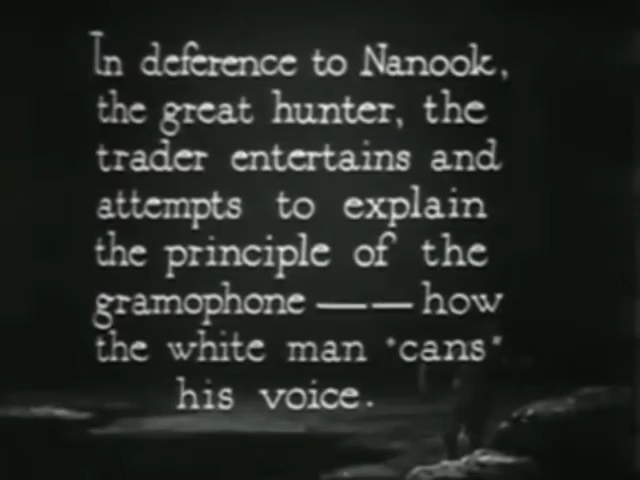 In deference to Nanook,
the great hunter, the
trader entertains and
attempts to explain
the principle of the
gramophone — — how
the white man "cans"
his voice.